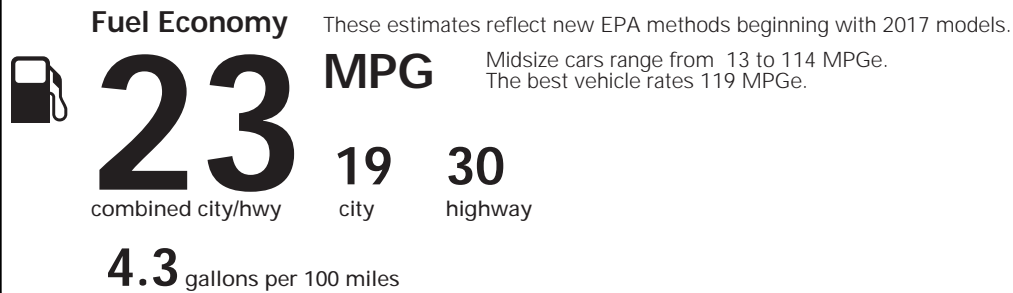 Fuel Economy These estimates reflect new EPA methods beginning with 2017 models.
23 MPG Midsize cars range from 13 to 114 MPGe.
The best vehicle rates 119 MPGe.
19 30
combined city/hwy city highway
4.3 gallons per 100 miles